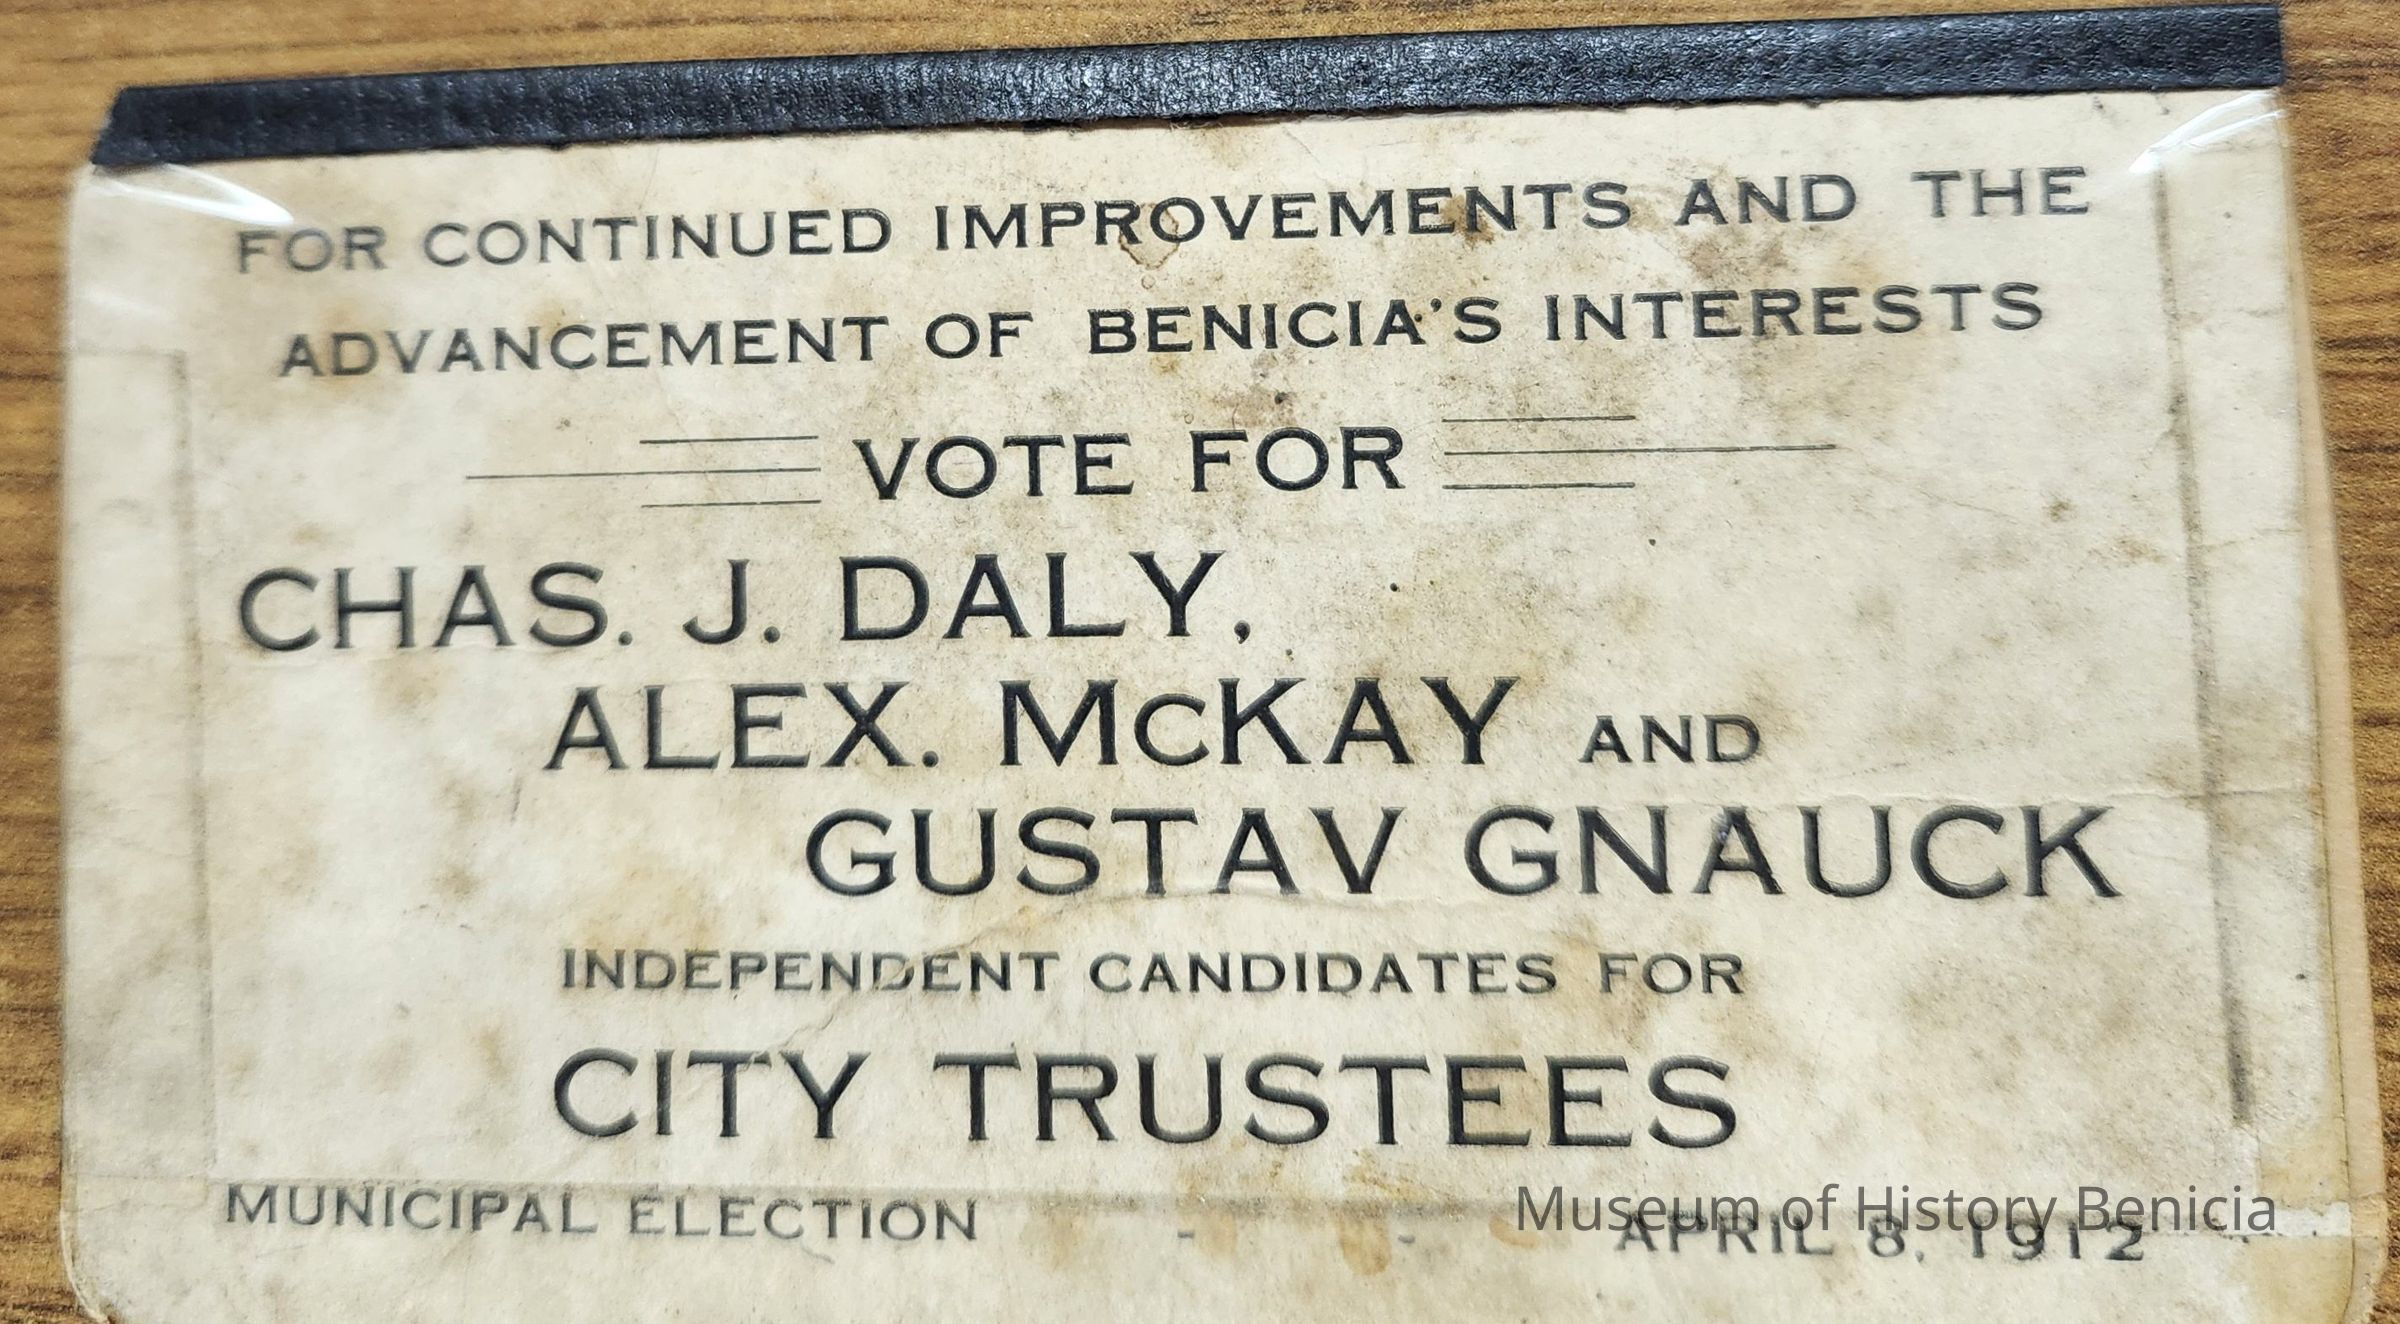 FOR CONTINUED IMPROVEMENTS AND THE
ADVANCEMENT OF BENICIA'S INTERESTS
VOTE FOR
CHAS. J. DALY,
ALEX. McKAY AND
GUSTAV GNAUCK
INDEPENDENT CANDIDATES FOR
CITY TRUSTEES
MUNICIPAL ELECTION - - APRIL 8, 1912
Museum of History Benicia